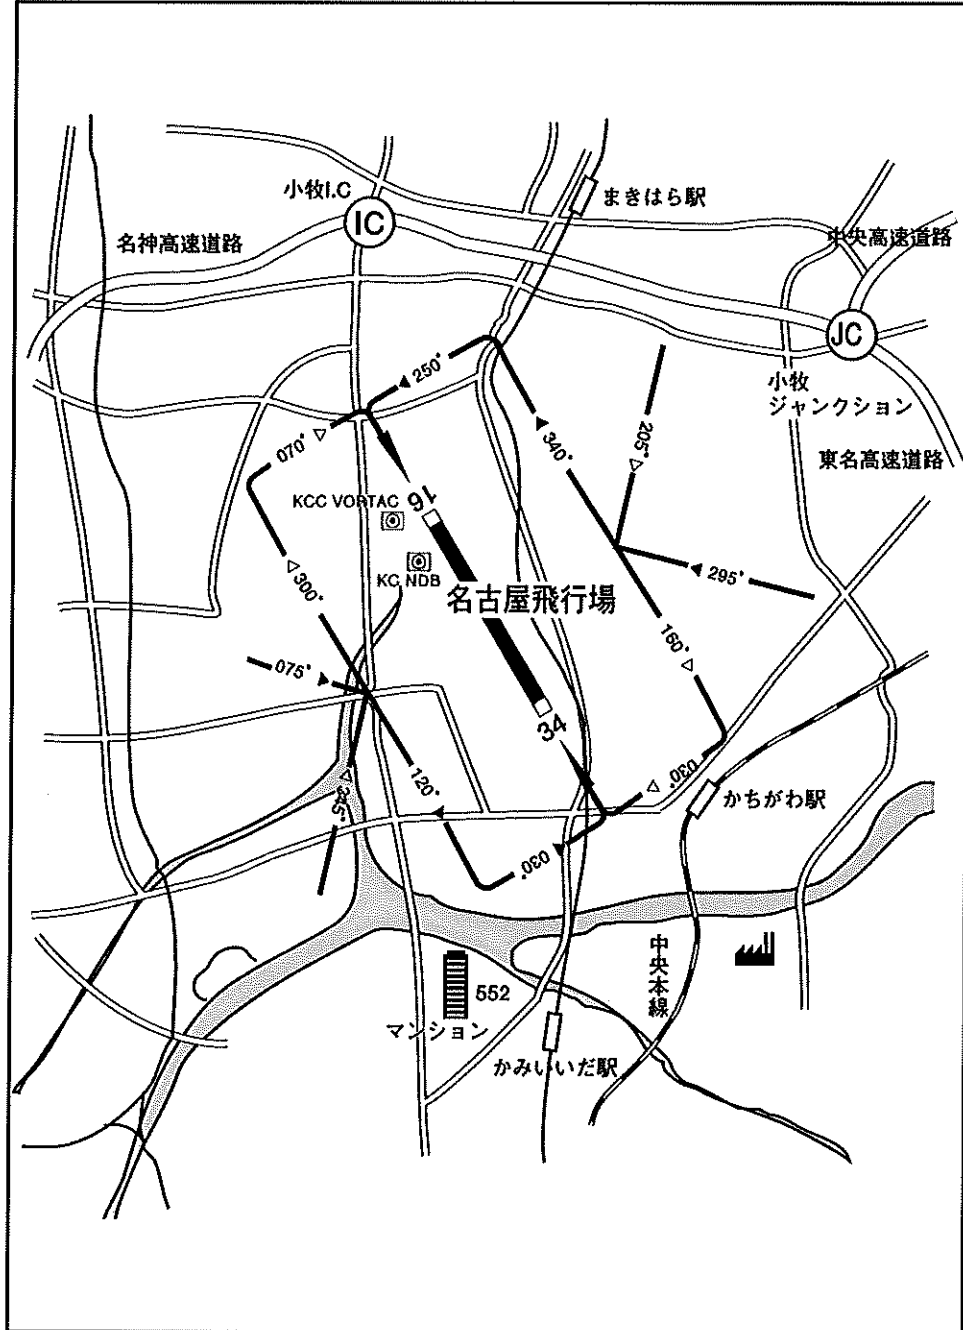 まきはら駅
小牧I.C
IC
名神高速道路
中央高速道路
JC
小牧
ジャンクション
東名高速道路
250°
070°
340°
205°
295°
KCC VORTAC
16
KC NDB
名古屋飛行場
300°
160°
075°
34
030°
120°
345°
030°
かちがわ駅
中央本線
552
マンション
かみいいだ駅